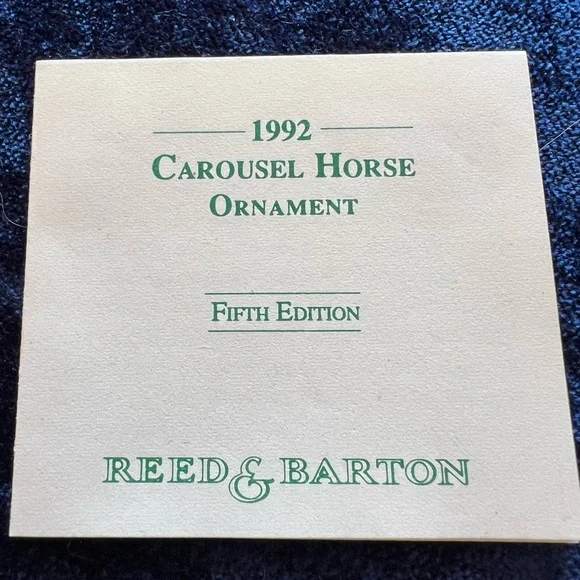 1992
CAROUSEL HORSE
ORNAMENT
FIFTH EDITION
REED & BARTON